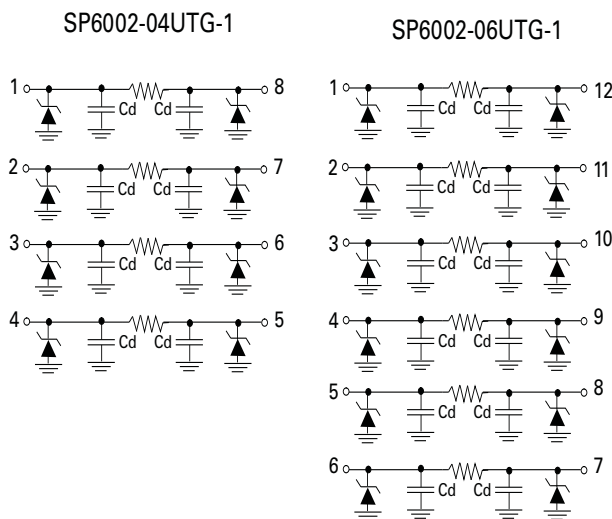 SP6002-04UTG-1
1 Cd Cd 8
2 Cd Cd 7
3 Cd Cd 6
4 Cd Cd 5
SP6002-06UTG-1
1 Cd Cd 12
2 Cd Cd 11
3 Cd Cd 10
4 Cd Cd 9
5 Cd Cd 8
6 Cd Cd 7